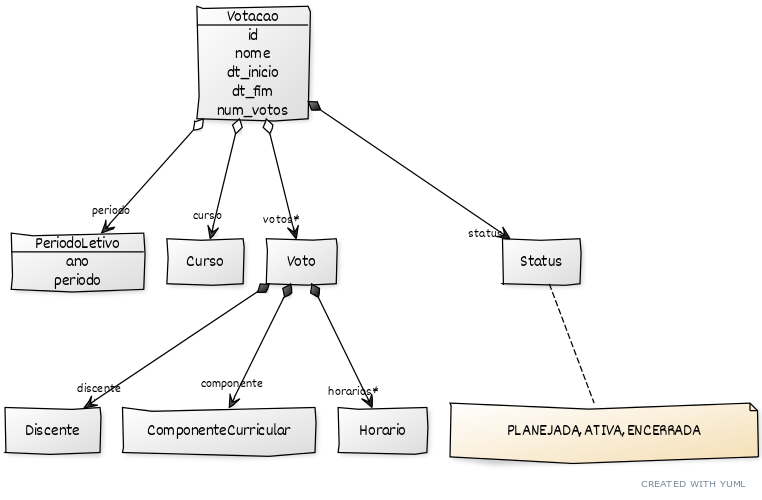 Votacao
id
nome
dt_inicio
dt_fim
num_votos
periodo
curso
votos*
status
PeriodoLetivo
ano
periodo
Curso
Voto
Status
discente
componente
horarios*
Discente
ComponenteCurricular
Horario
PLANEJADA, ATIVA, ENCERRADA
CREATED WITH YUML